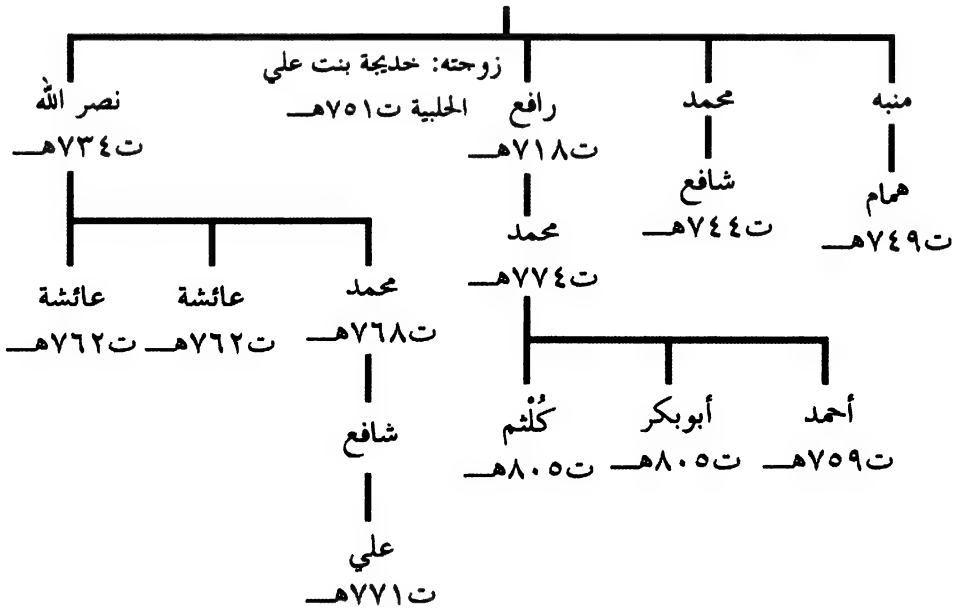 زوجته: خديجة بنت علي
الحلبية ت٧٥١هـ
منبه
محمد
رافع
ت٧١٨هـ
نصر الله
ت٧٣٤هـ
همام
ت٧٤٩هـ
شافع
ت٧٤٤هـ
محمد
ت٧٧٤هـ
محمد
ت٧٦٨هـ
عائشة
ت٧٦٢هـ
عائشة
ت٧٦٢هـ
أحمد
ت٧٥٩هـ
أبوبكر
ت٨٠٥هـ
كُلْثم
ت٨٠٥هـ
شافع
علي
ت٧٧١هـ